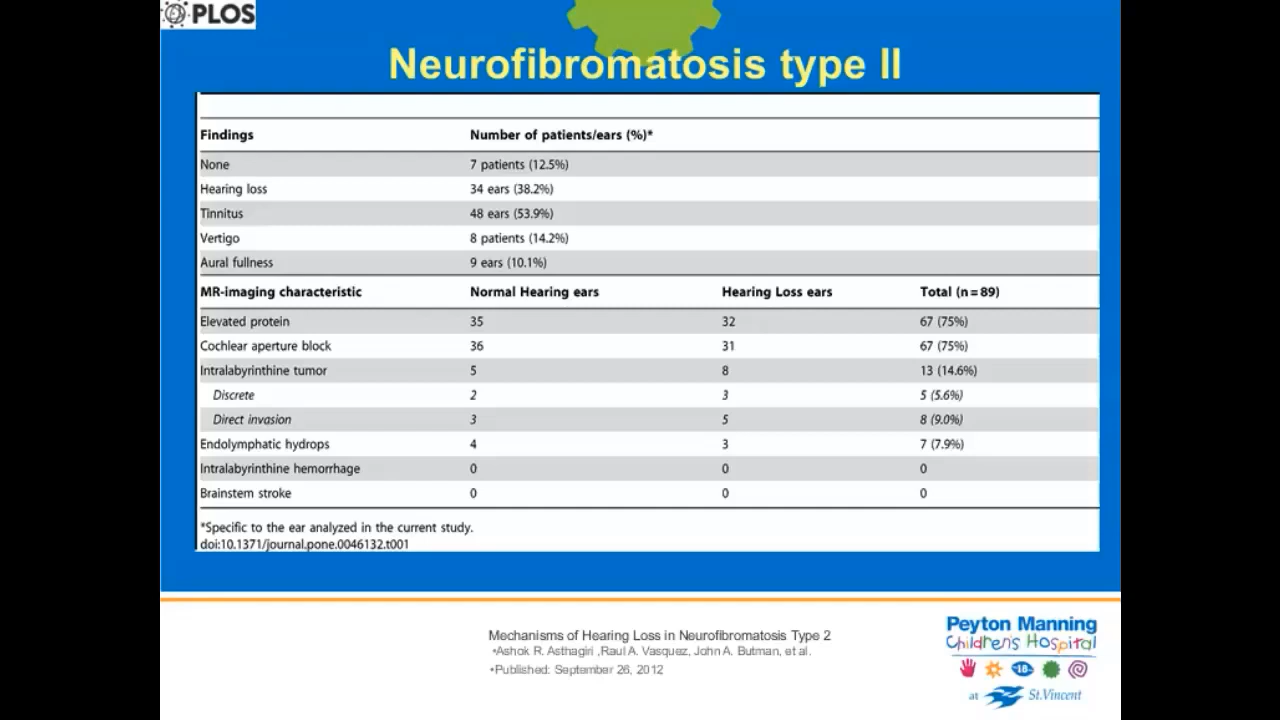 PLOS
Neurofibromatosis type II
Findings Number of patients/ears (%)*
None 7 patients (12.5%)
Hearing loss 34 ears (38.2%)
Tinnitus 48 ears (53.9%)
Vertigo 8 patients (14.2%)
Aural fullness 9 ears (10.1%)
MR-imaging characteristic Normal Hearing ears Hearing Loss ears Total (n=89)
Elevated protein 35 32 67 (75%)
Cochlear aperture block 36 31 67 (75%)
Intralabyrinthine tumor 5 8 13 (14.6%)
Discrete 2 3 5 (5.6%)
Direct invasion 3 5 8 (9.0%)
Endolymphatic hydrops 4 3 7 (7.9%)
Intralabyrinthine hemorrhage 0 0 0
Brainstem stroke 0 0 0
*Specific to the ear analyzed in the current study.
doi:10.1371/journal.pone.0046132.t001
Mechanisms of Hearing Loss in Neurofibromatosis Type 2
•Ashok R. Asthagiri ,Raul A. Vasquez, John A. Butman, et al.
•Published: September 26, 2012
Peyton Manning
Children's Hospital
18
at St.Vincent